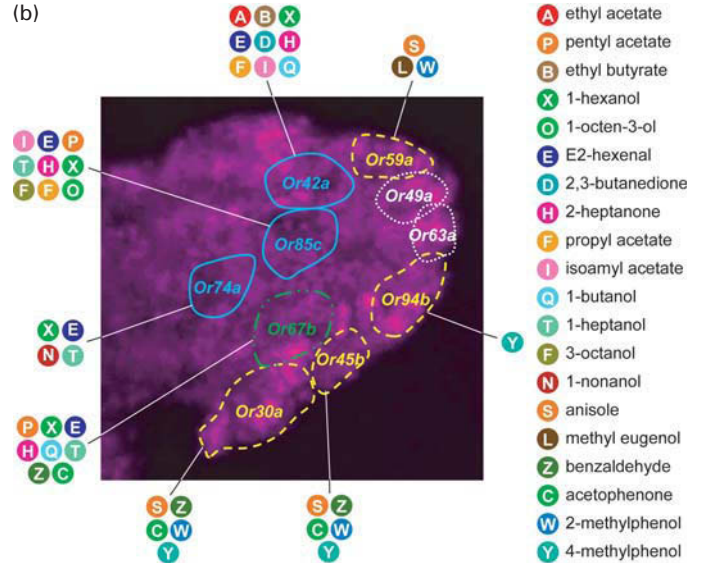 (b)
A B X
E D H
F I Q
S
L W
I E P
T H X
F F O
Or59a
Or42a
Or49a
Or85c
Or63a
Or74a
Or94b
Or67b
Or45b
Or30a
X E
N T
Y
P X E
H Q T
Z C
S Z
C W
Y
S Z
C W
Y
A ethyl acetate
P pentyl acetate
B ethyl butyrate
X 1-hexanol
O 1-octen-3-ol
E E2-hexenal
D 2,3-butanedione
H 2-heptanone
F propyl acetate
I isoamyl acetate
Q 1-butanol
T 1-heptanol
F 3-octanol
N 1-nonanol
S anisole
L methyl eugenol
Z benzaldehyde
C acetophenone
W 2-methylphenol
Y 4-methylphenol